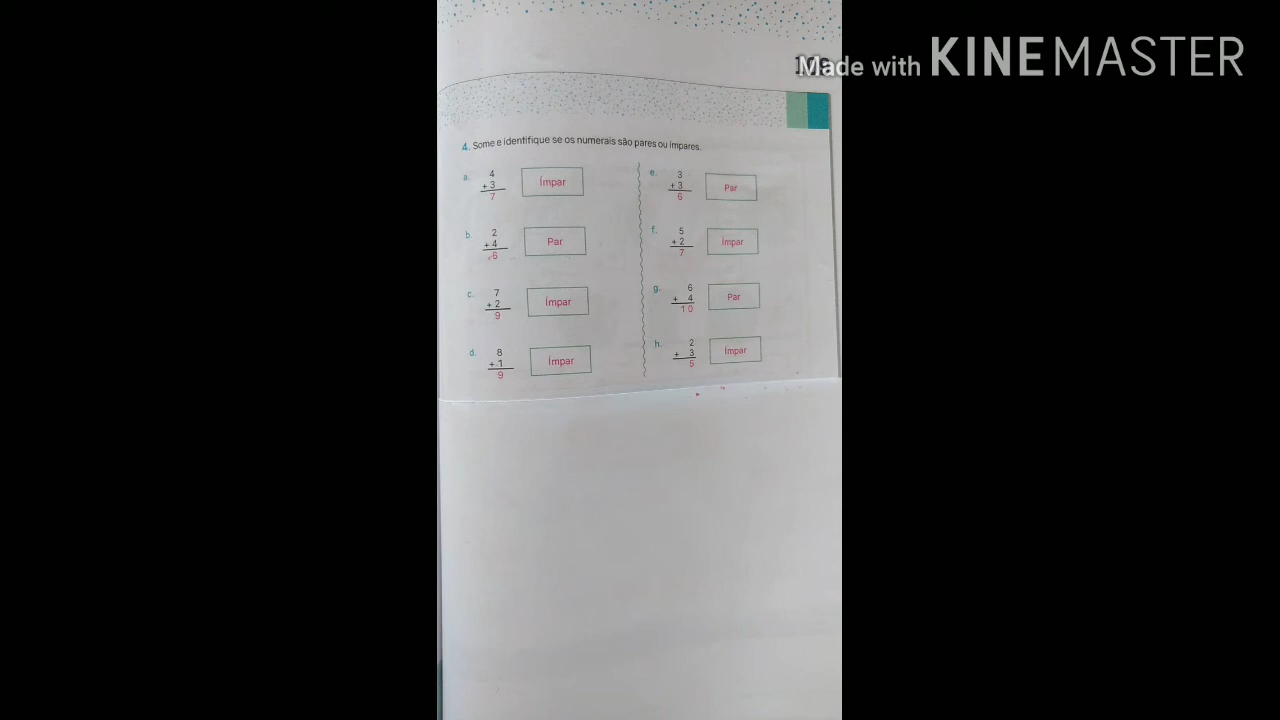 Made with KINEMASTER
4. Some e identifique se os numerais são pares ou ímpares.
a. 4
+ 3
7
Ímpar
b. 2
+ 4
6
Par
c. 7
+ 2
9
Ímpar
d. 8
+ 1
9
Ímpar
e. 3
+ 3
6
Par
f. 5
+ 2
7
Ímpar
g. 6
+ 4
10
Par
h. 2
+ 3
5
Ímpar